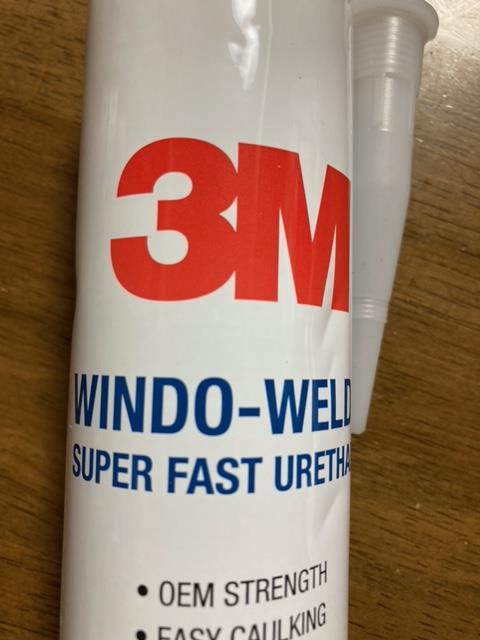 3M
WINDO-WELD
SUPER FAST URETHA
• OEM STRENGTH
• EASY CAULKING